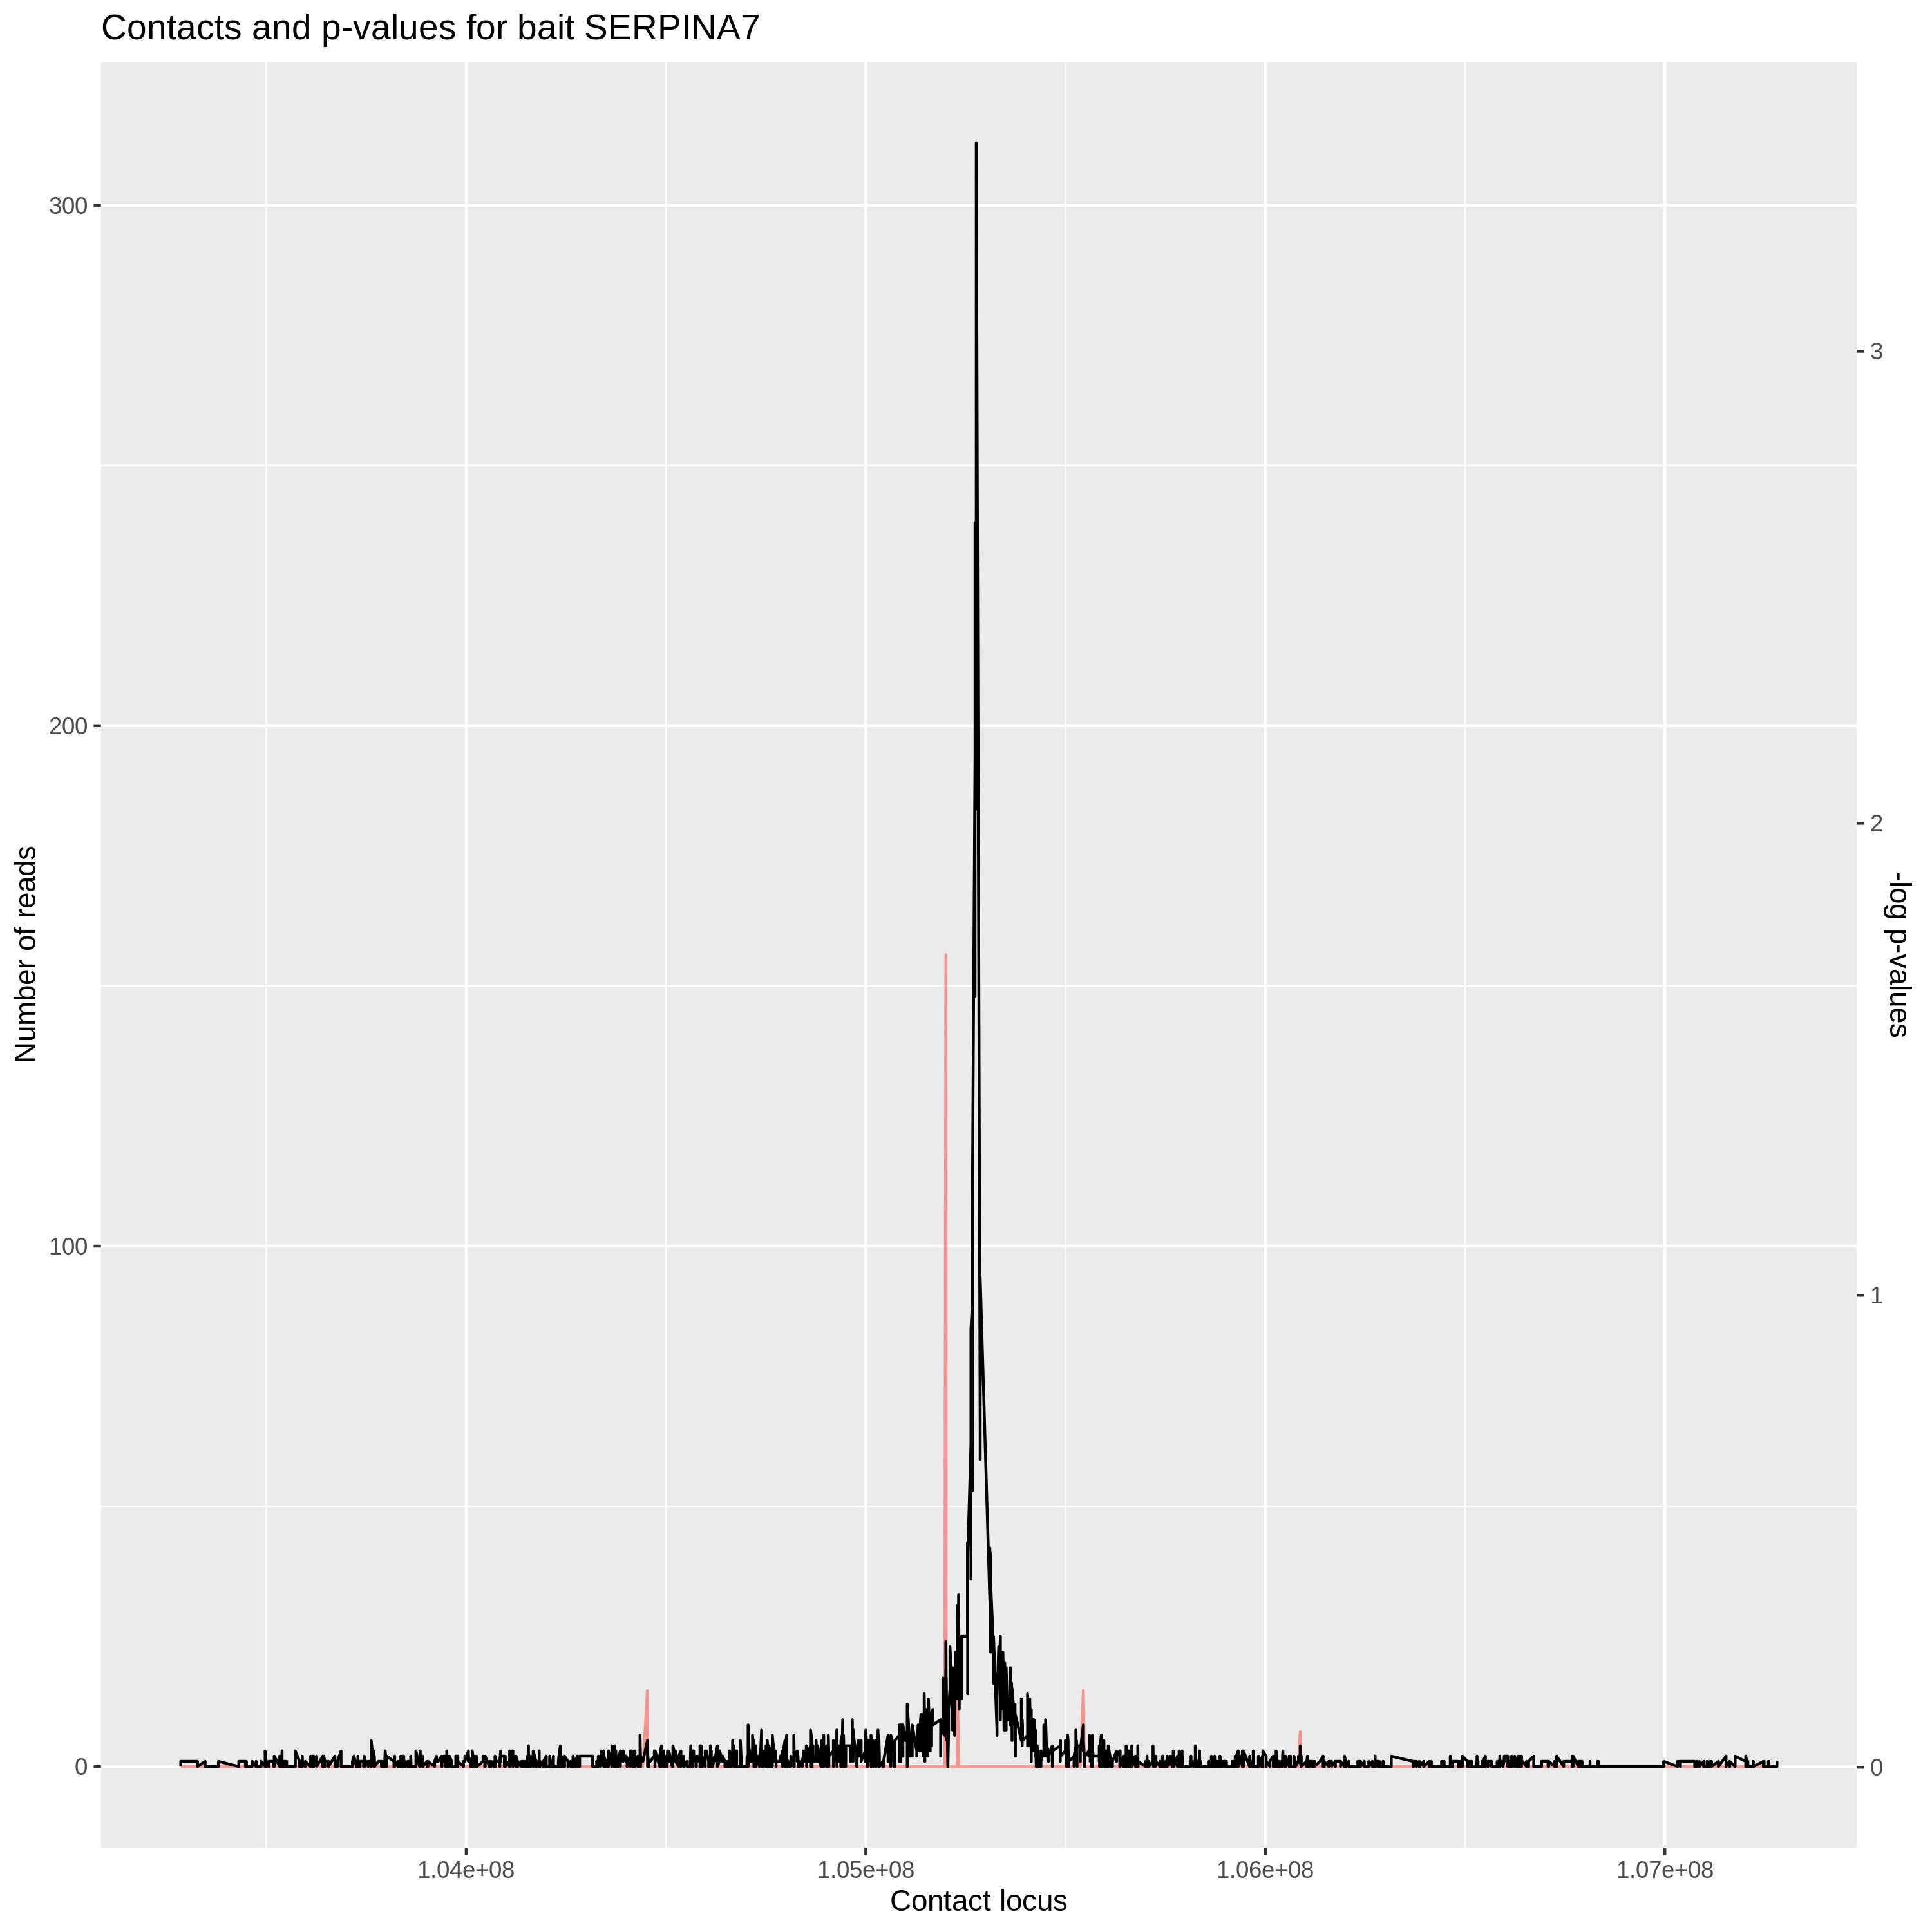 Contacts and p-values for bait SERPINA7
300
200
100
0
Number of reads
3
2
1
0
-log p-values
1.04e+08 1.05e+08 1.06e+08 1.07e+08
Contact locus